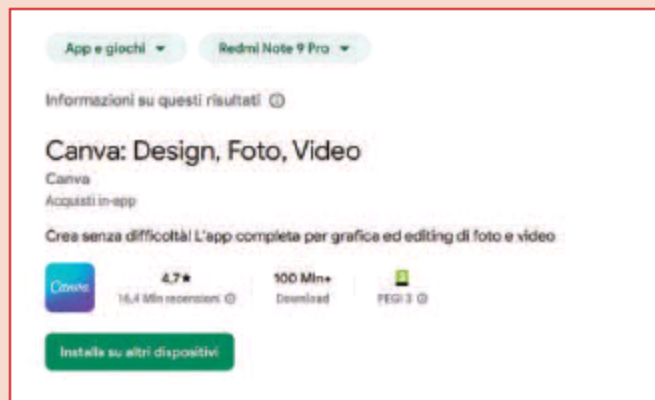 App e giochi
Redmi Note 9 Pro
Informazioni su questi risultati
Canva: Design, Foto, Video
Canva
Acquisti in-app
Crea senza difficoltà! L'app completa per grafica ed editing di foto e video
Canva
4,7★ 100 Mln+
16,4 Mln recensioni Download PEGI 3
Installa su altri dispositivi